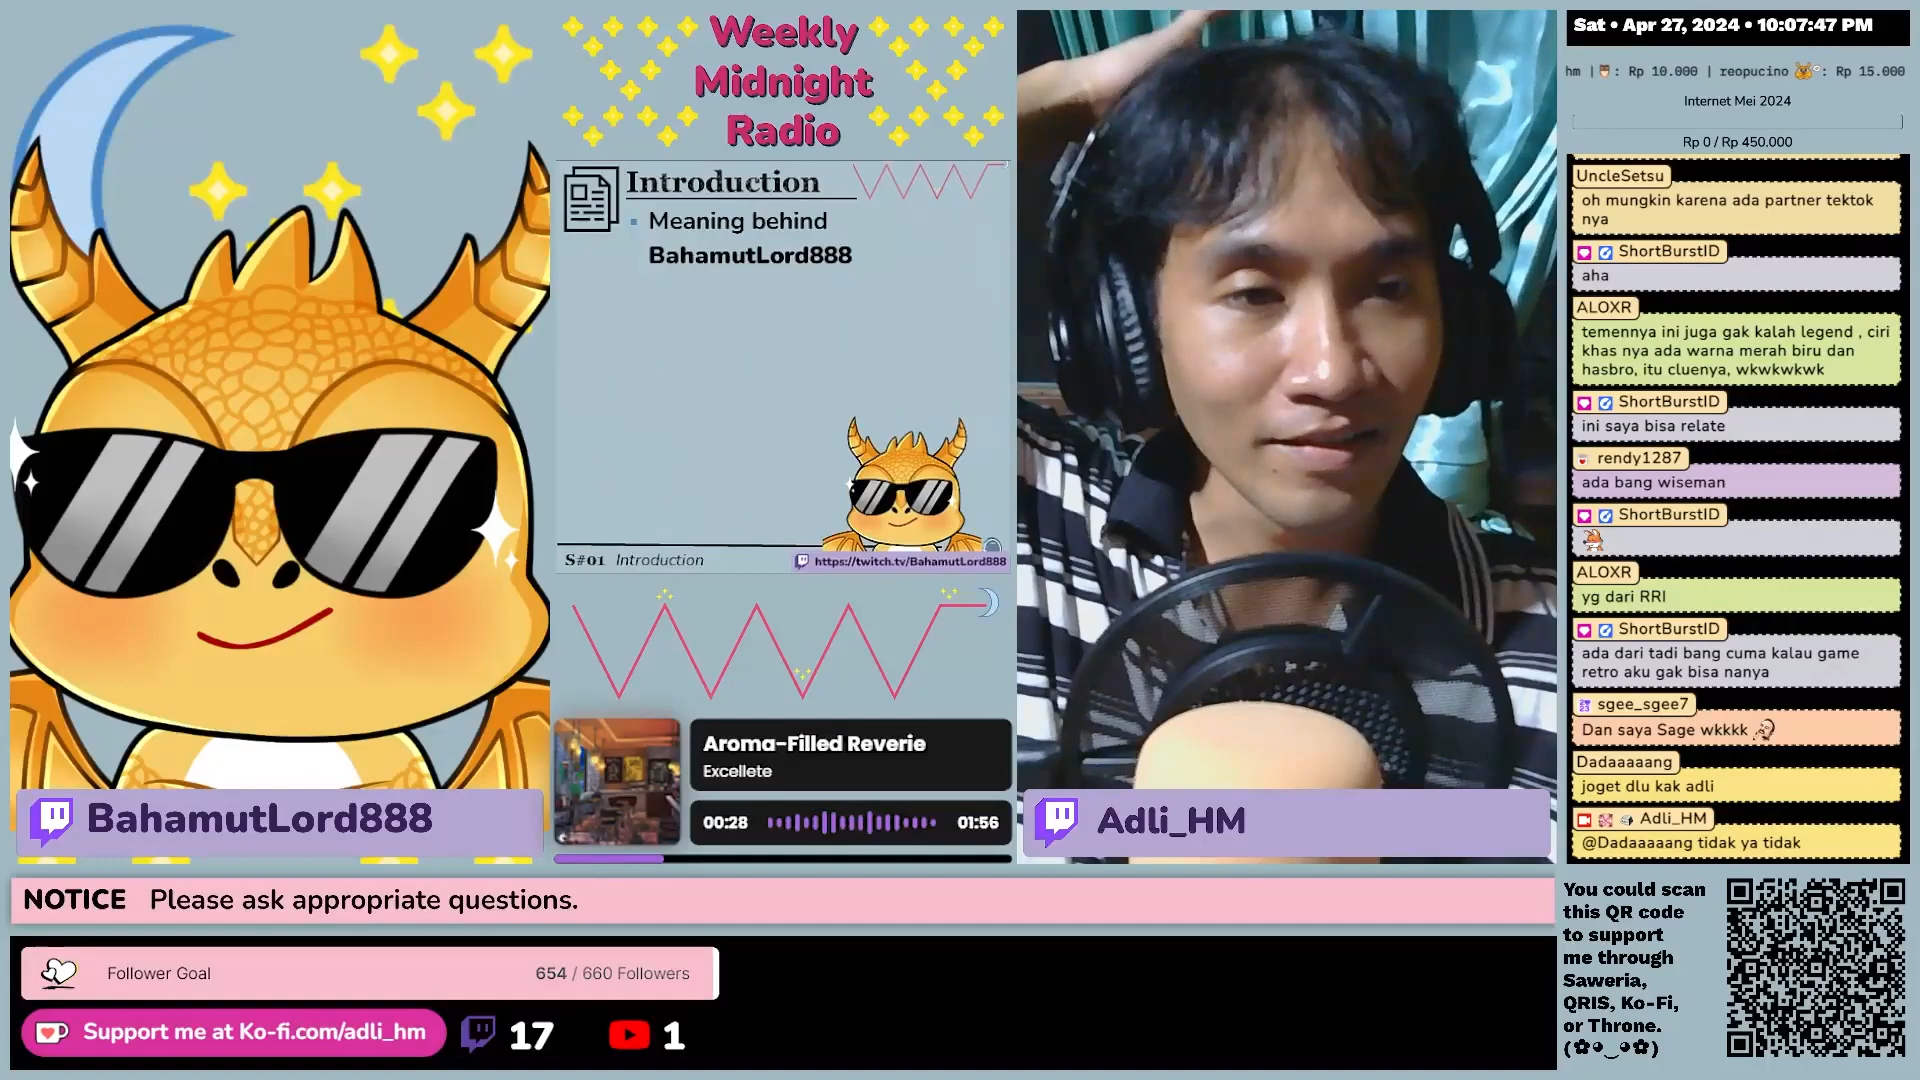 Weekly
Midnight
Radio
Introduction
Meaning behind
BahamutLord888
S#01 Introduction
https://twitch.tv/BahamutLord888
Aroma-Filled Reverie
Excellete
00:28
01:56
BahamutLord888
Adli_HM
Sat • Apr 27, 2024 • 10:07:47 PM
hm | : Rp 10.000 | reopucino : Rp 15.000
Internet Mei 2024
Rp 0 / Rp 450.000
UncleSetsu
oh mungkin karena ada partner tektok
nya
ShortBurstID
aha
ALOXR
temennya ini juga gak kalah legend , ciri
khas nya ada warna merah biru dan
hasbro, itu cluenya, wkwkwkwk
ShortBurstID
ini saya bisa relate
rendy1287
ada bang wiseman
ShortBurstID
ALOXR
yg dari RRI
ShortBurstID
ada dari tadi bang cuma kalau game
retro aku gak bisa nanya
sgee_sgee7
Dan saya Sage wkkkk
Dadaaaaang
joget dlu kak adli
Adli_HM
@Dadaaaaang tidak ya tidak
NOTICE Please ask appropriate questions.
Follower Goal
654 / 660 Followers
Support me at Ko-fi.com/adli_hm
17
1
You could scan
this QR code
to support
me through
Saweria,
QRIS, Ko-Fi,
or Throne.
(✿◕‿◕✿)